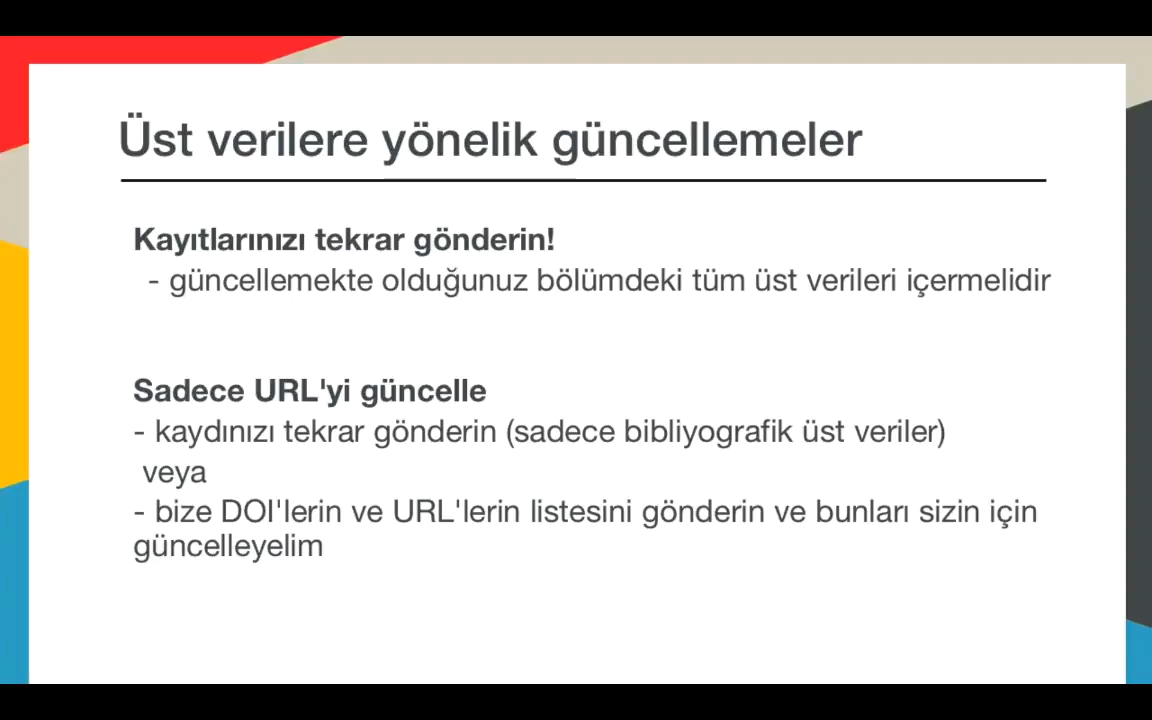 Üst verilere yönelik güncellemeler
Kayıtlarınızı tekrar gönderin!
- güncellemekte olduğunuz bölümdeki tüm üst verileri içermelidir
Sadece URL'yi güncelle
- kaydınızı tekrar gönderin (sadece bibliyografik üst veriler)
veya
- bize DOI'lerin ve URL'lerin listesini gönderin ve bunları sizin için
güncelleyelim